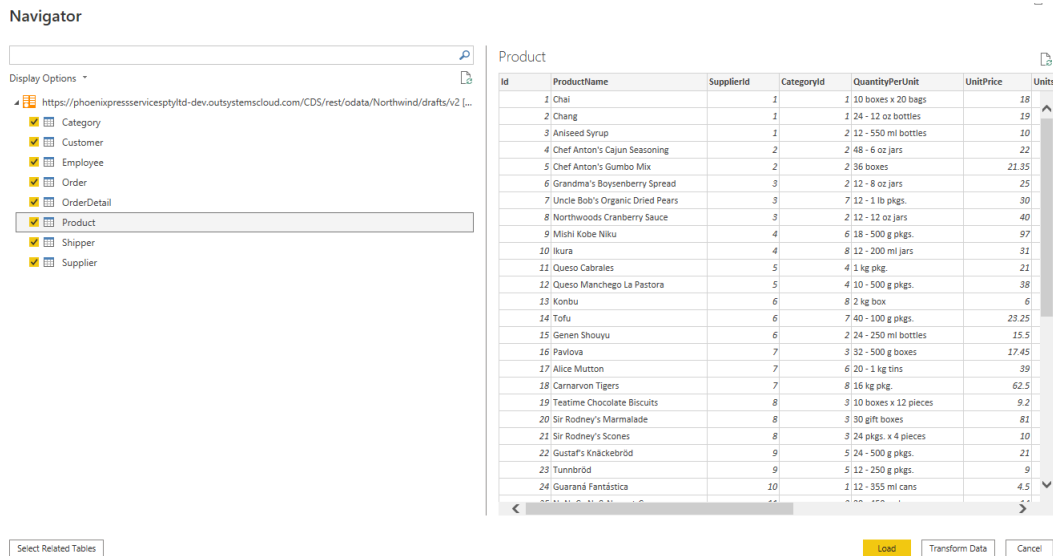 Navigator
Display Options
https://phoenixpressservicesptyltd-dev.outsystemscloud.com/CDS/rest/odata/Northwind/drafts/v2 [...
Category
Customer
Employee
Order
OrderDetail
Product
Shipper
Supplier
Product
Id ProductName SupplierId CategoryId QuantityPerUnit UnitPrice Units
1 Chai 1 1 10 boxes x 20 bags 18
2 Chang 1 1 24 - 12 oz bottles 19
3 Aniseed Syrup 1 2 12 - 550 ml bottles 10
4 Chef Anton's Cajun Seasoning 2 2 48 - 6 oz jars 22
5 Chef Anton's Gumbo Mix 2 2 36 boxes 21.35
6 Grandma's Boysenberry Spread 3 2 12 - 8 oz jars 25
7 Uncle Bob's Organic Dried Pears 3 7 12 - 1 lb pkgs. 30
8 Northwoods Cranberry Sauce 3 2 12 - 12 oz jars 40
9 Mishi Kobe Niku 4 6 18 - 500 g pkgs. 97
10 Ikura 4 8 12 - 200 ml jars 31
11 Queso Cabrales 5 4 1 kg pkg. 21
12 Queso Manchego La Pastora 5 4 10 - 500 g pkgs. 38
13 Konbu 6 8 2 kg box 6
14 Tofu 6 7 40 - 100 g pkgs. 23.25
15 Genen Shouyu 6 2 24 - 250 ml bottles 15.5
16 Pavlova 7 3 32 - 500 g boxes 17.45
17 Alice Mutton 7 6 20 - 1 kg tins 39
18 Carnarvon Tigers 7 8 16 kg pkg. 62.5
19 Teatime Chocolate Biscuits 8 3 10 boxes x 12 pieces 9.2
20 Sir Rodney's Marmalade 8 3 30 gift boxes 81
21 Sir Rodney's Scones 8 3 24 pkgs. x 4 pieces 10
22 Gustaf's Knäckebröd 9 5 24 - 500 g pkgs. 21
23 Tunnbröd 9 5 12 - 250 g pkgs. 9
24 Guaraná Fantástica 10 1 12 - 355 ml cans 4.5
Select Related Tables
Load
Transform Data
Cancel